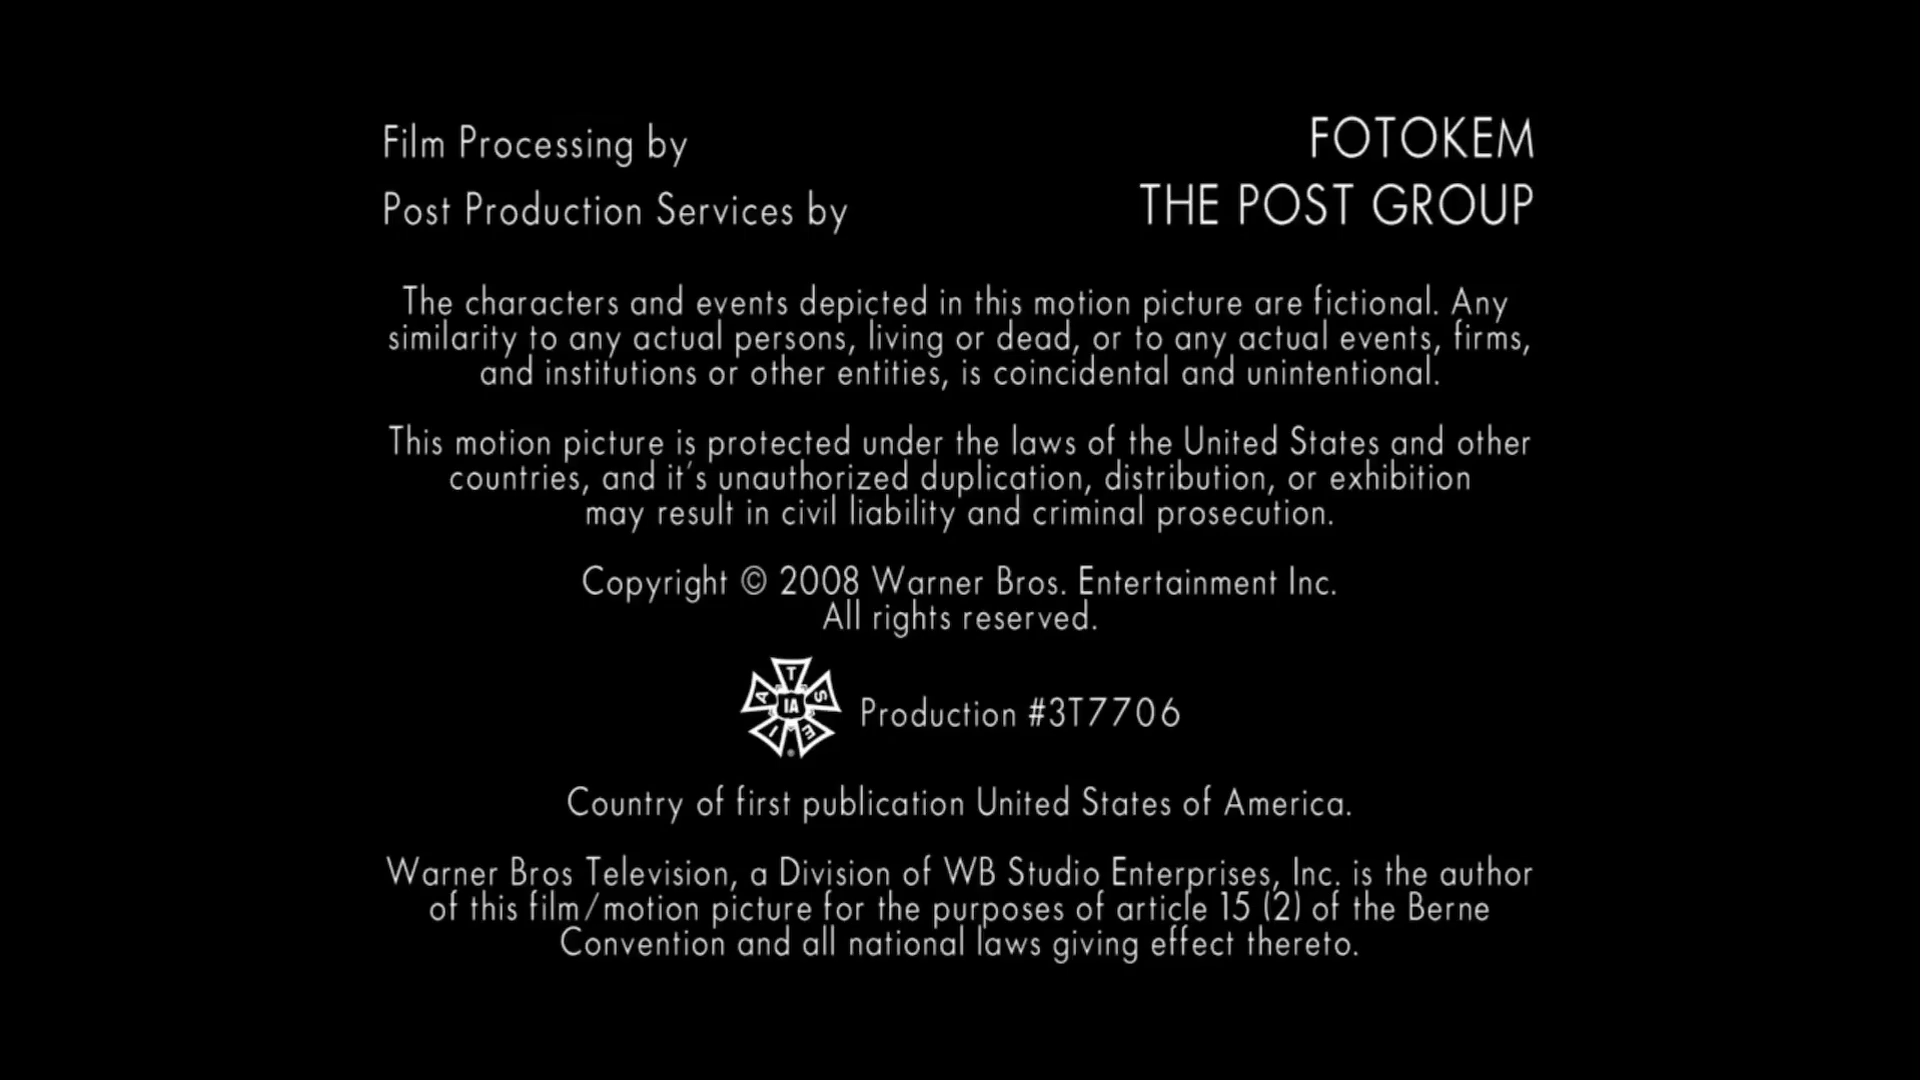 Film Processing by FOTOKEM
Post Production Services by THE POST GROUP
The characters and events depicted in this motion picture are fictional. Any
similarity to any actual persons, living or dead, or to any actual events, firms,
and institutions or other entities, is coincidental and unintentional.
This motion picture is protected under the laws of the United States and other
countries, and it's unauthorized duplication, distribution, or exhibition
may result in civil liability and criminal prosecution.
Copyright © 2008 Warner Bros. Entertainment Inc.
All rights reserved.
IATSE IA ® Production #3T7706
Country of first publication United States of America.
Warner Bros Television, a Division of WB Studio Enterprises, Inc. is the author
of this film/motion picture for the purposes of article 15 (2) of the Berne
Convention and all national laws giving effect thereto.